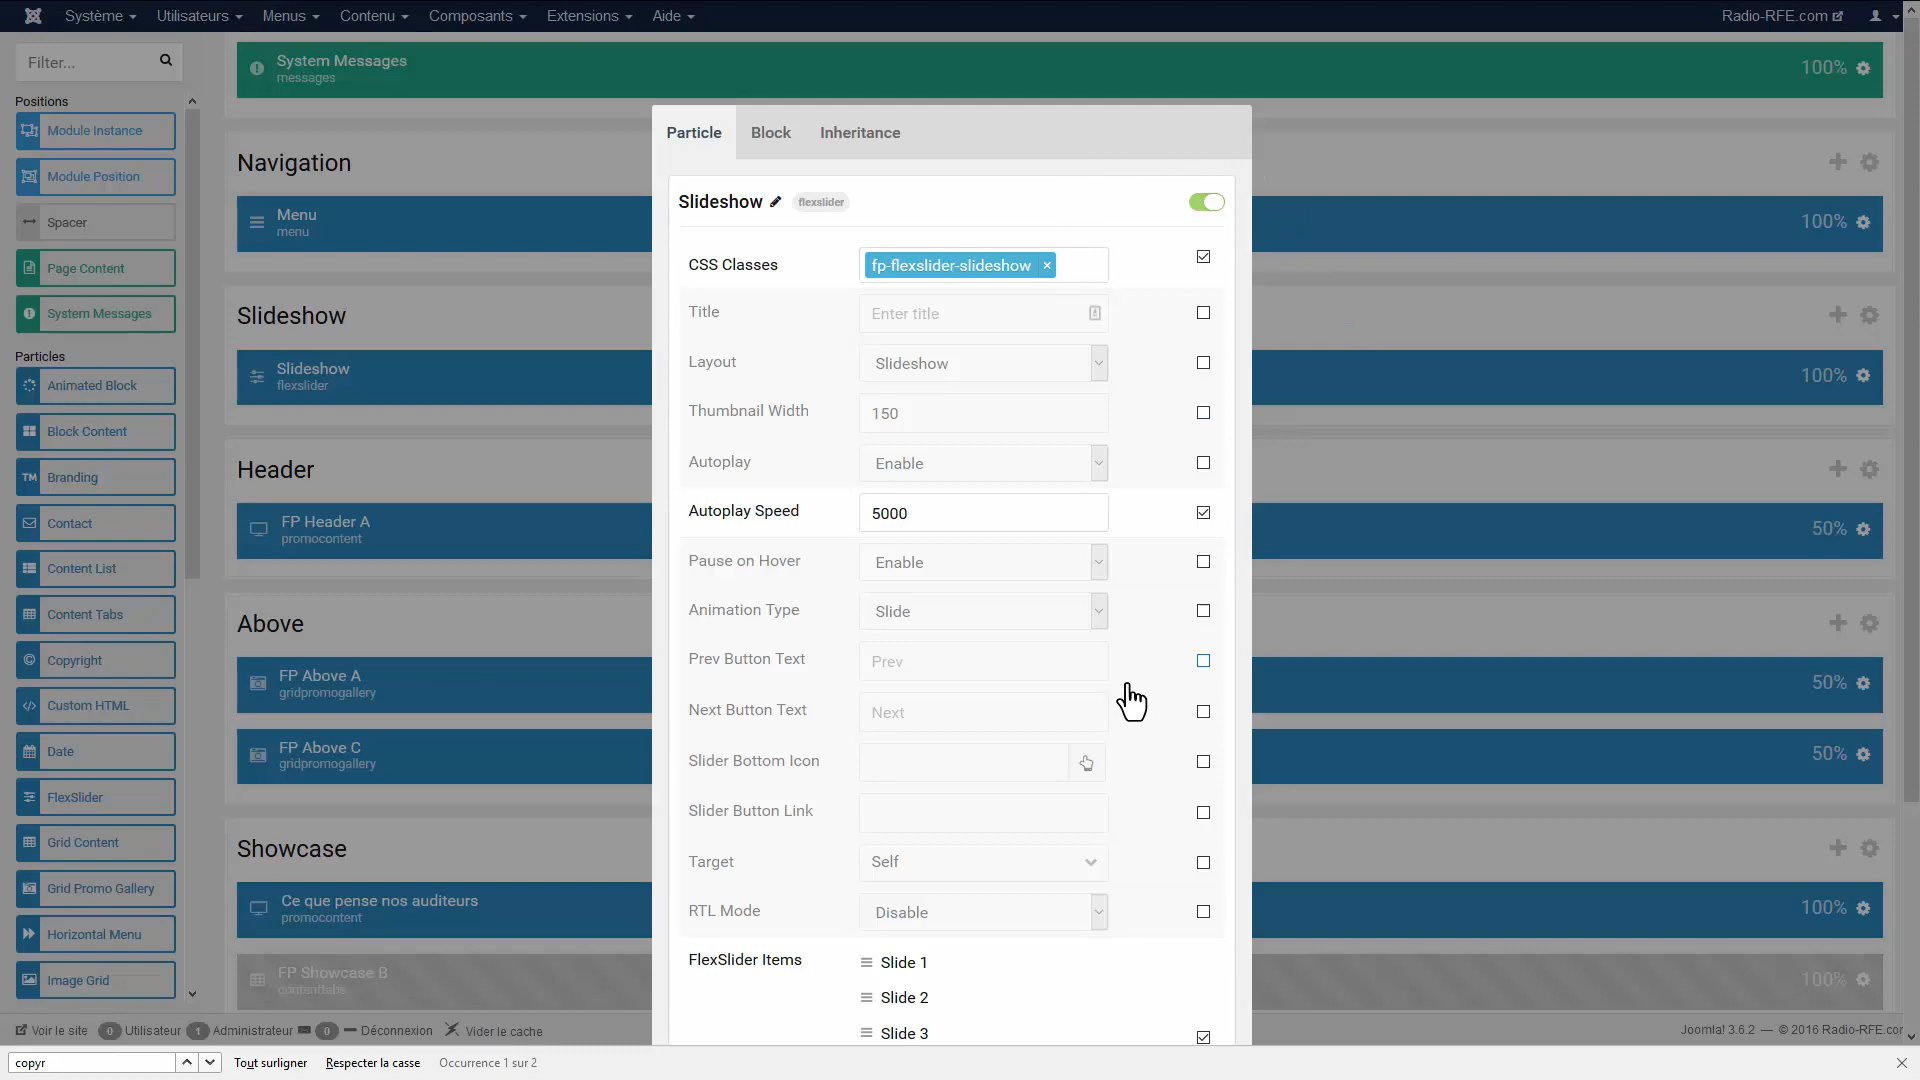 Système Utilisateurs Menus Contenu Composants Extensions Aide Radio-RFE.com
Filter...
Positions
Module Instance
Module Position
Spacer
Page Content
System Messages
Particles
Animated Block
Block Content
Branding
Contact
Content List
Content Tabs
Copyright
Custom HTML
Date
FlexSlider
Grid Content
Grid Promo Gallery
Horizontal Menu
Image Grid
System Messages 100%
messages
Navigation
Menu 100%
menu
Slideshow
Slideshow 100%
flexslider
Header
FP Header A 50%
promocontent
Above
FP Above A 50%
gridpromogallery
FP Above C 50%
gridpromogallery
Showcase
Ce que pense nos auditeurs 100%
promocontent
FP Showcase B 100%
contenttabs
Particle Block Inheritance
Slideshow flexslider
CSS Classes fp-flexslider-slideshow ×
Title Enter title
Layout Slideshow
Thumbnail Width 150
Autoplay Enable
Autoplay Speed 5000
Pause on Hover Enable
Animation Type Slide
Prev Button Text Prev
Next Button Text Next
Slider Bottom Icon
Slider Button Link
Target Self
RTL Mode Disable
FlexSlider Items Slide 1
Slide 2
Slide 3
Voir le site 0 Utilisateur 1 Administrateur 0 Déconnexion Vider le cache Joomla! 3.6.2 — © 2016 Radio-RFE.com
copyr Tout surligner Respecter la casse Occurrence 1 sur 2